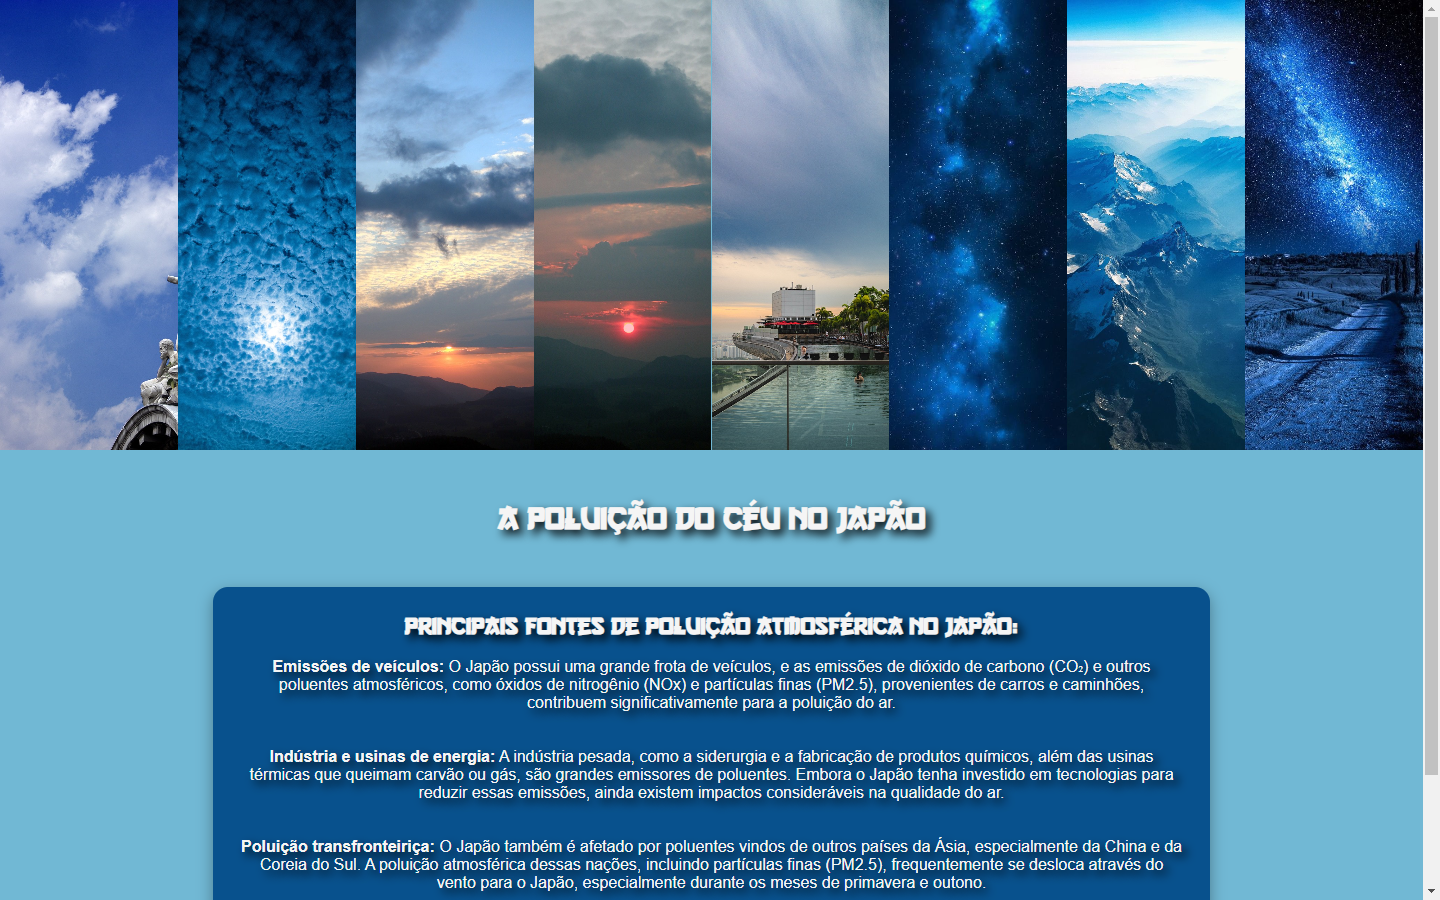 A POLUIÇÃO DO CÉU NO JAPÃO
PRINCIPAIS FONTES DE POLUIÇÃO ATMOSFÉRICA NO JAPÃO:
Emissões de veículos: O Japão possui uma grande frota de veículos, e as emissões de dióxido de carbono (CO₂) e outros
poluentes atmosféricos, como óxidos de nitrogênio (NOx) e partículas finas (PM2.5), provenientes de carros e caminhões,
contribuem significativamente para a poluição do ar.
Indústria e usinas de energia: A indústria pesada, como a siderurgia e a fabricação de produtos químicos, além das usinas
térmicas que queimam carvão ou gás, são grandes emissores de poluentes. Embora o Japão tenha investido em tecnologias para
reduzir essas emissões, ainda existem impactos consideráveis na qualidade do ar.
Poluição transfronteiriça: O Japão também é afetado por poluentes vindos de outros países da Ásia, especialmente da China e da
Coreia do Sul. A poluição atmosférica dessas nações, incluindo partículas finas (PM2.5), frequentemente se desloca através do
vento para o Japão, especialmente durante os meses de primavera e outono.